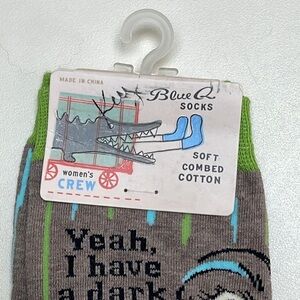 MADE IN CHINA
Blue Q
SOCKS
SOFT
COMBED
COTTON
women's
CREW
Yeah,
I have
a dark